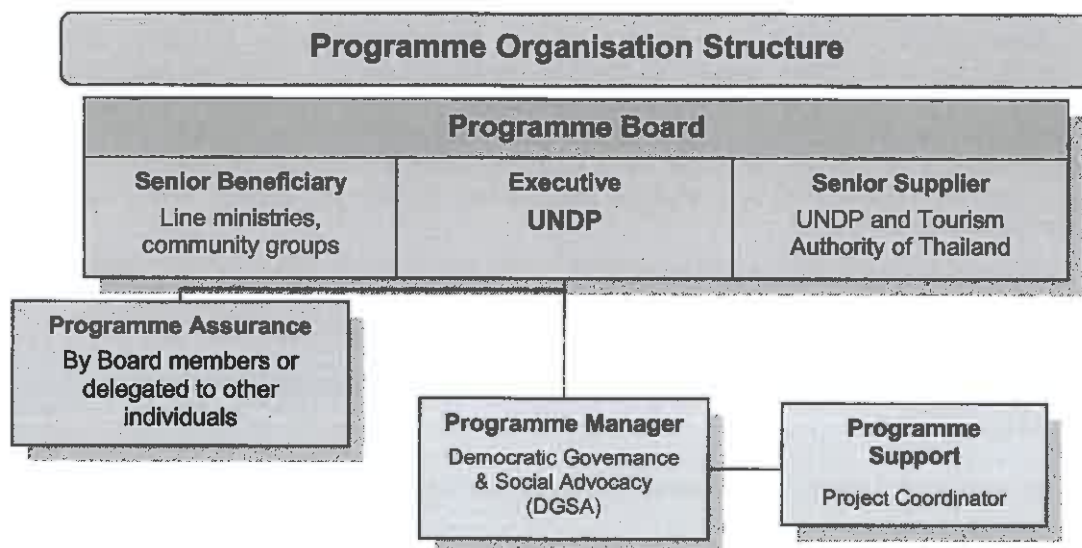 Programme Organisation Structure
Programme Board
Senior Beneficiary
Line ministries,
community groups
Executive
UNDP
Senior Supplier
UNDP and Tourism
Authority of Thailand
Programme Assurance
By Board members or
delegated to other
individuals
Programme Manager
Democratic Governance
& Social Advocacy
(DGSA)
Programme
Support
Project Coordinator